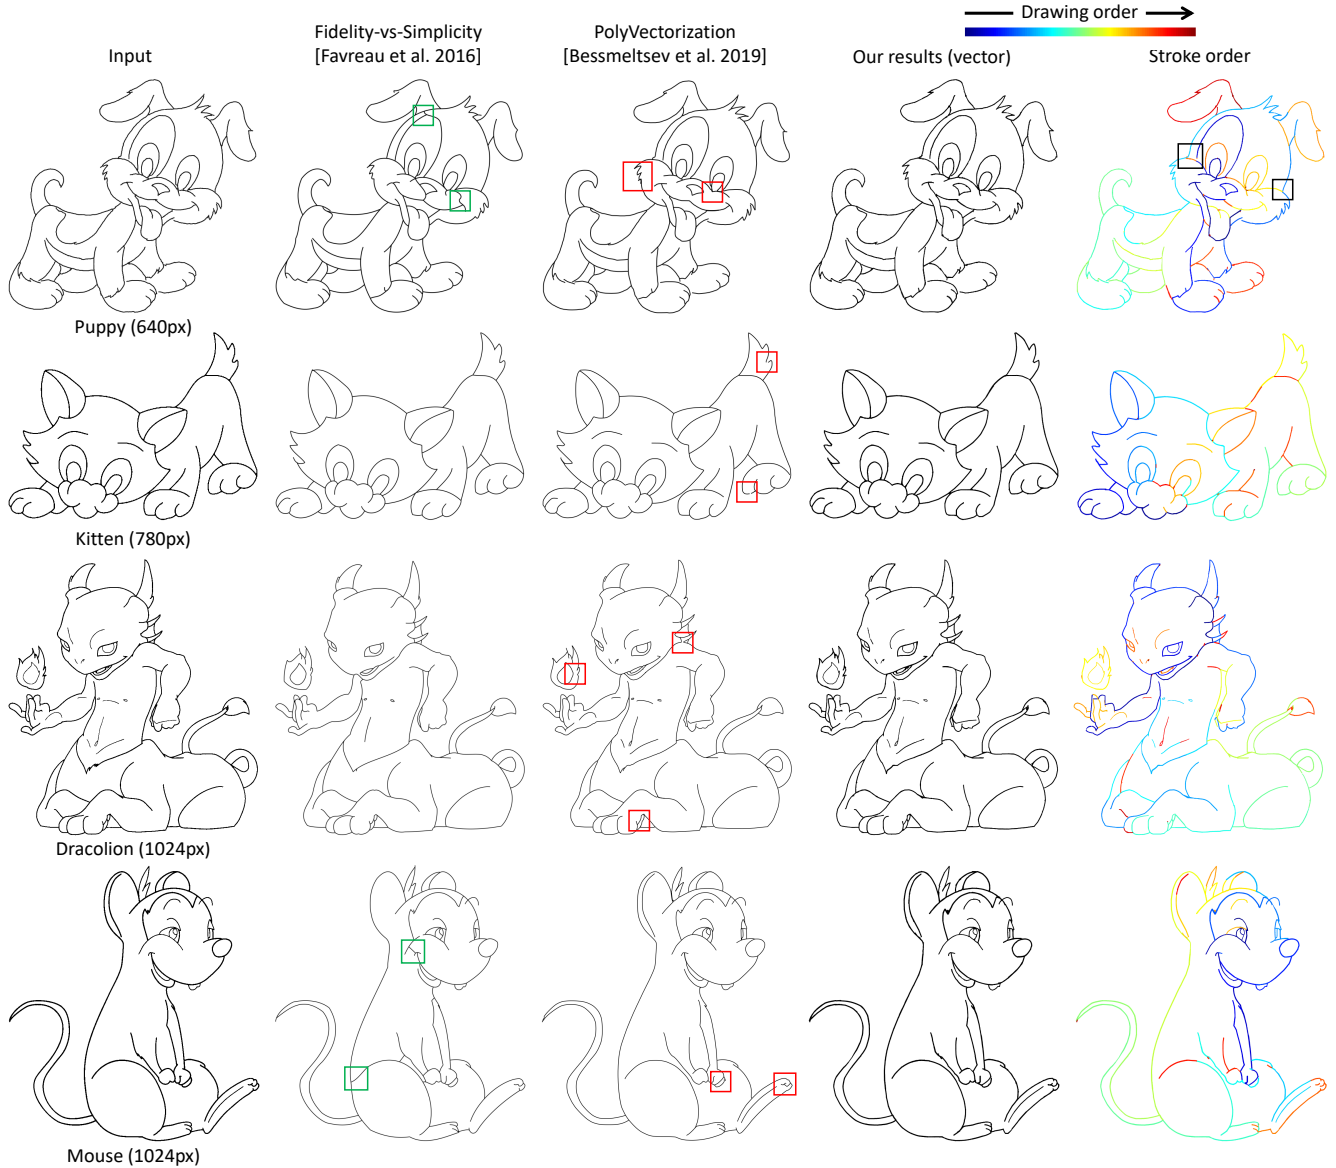 Drawing order
Input
Fidelity-vs-Simplicity
[Favreau et al. 2016]
PolyVectorization
[Bessmeltsev et al. 2019]
Our results (vector)
Stroke order
Puppy (640px)
Kitten (780px)
Dracolion (1024px)
Mouse (1024px)